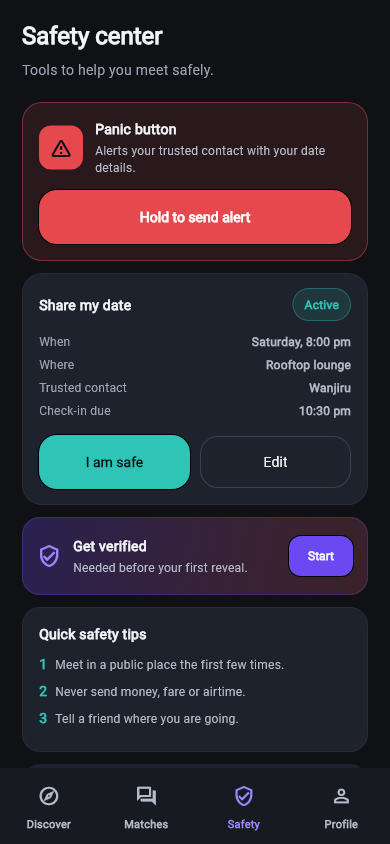 Safety center
Tools to help you meet safely.
Panic button
Alerts your trusted contact with your date
details.
Hold to send alert
Share my date
Active
When
Saturday, 8:00 pm
Where
Rooftop lounge
Trusted contact
Wanjiru
Check-in due
10:30 pm
I am safe
Edit
Get verified
Needed before your first reveal.
Start
Quick safety tips
1 Meet in a public place the first few times.
2 Never send money, fare or airtime.
3 Tell a friend where you are going.
Discover
Matches
Safety
Profile